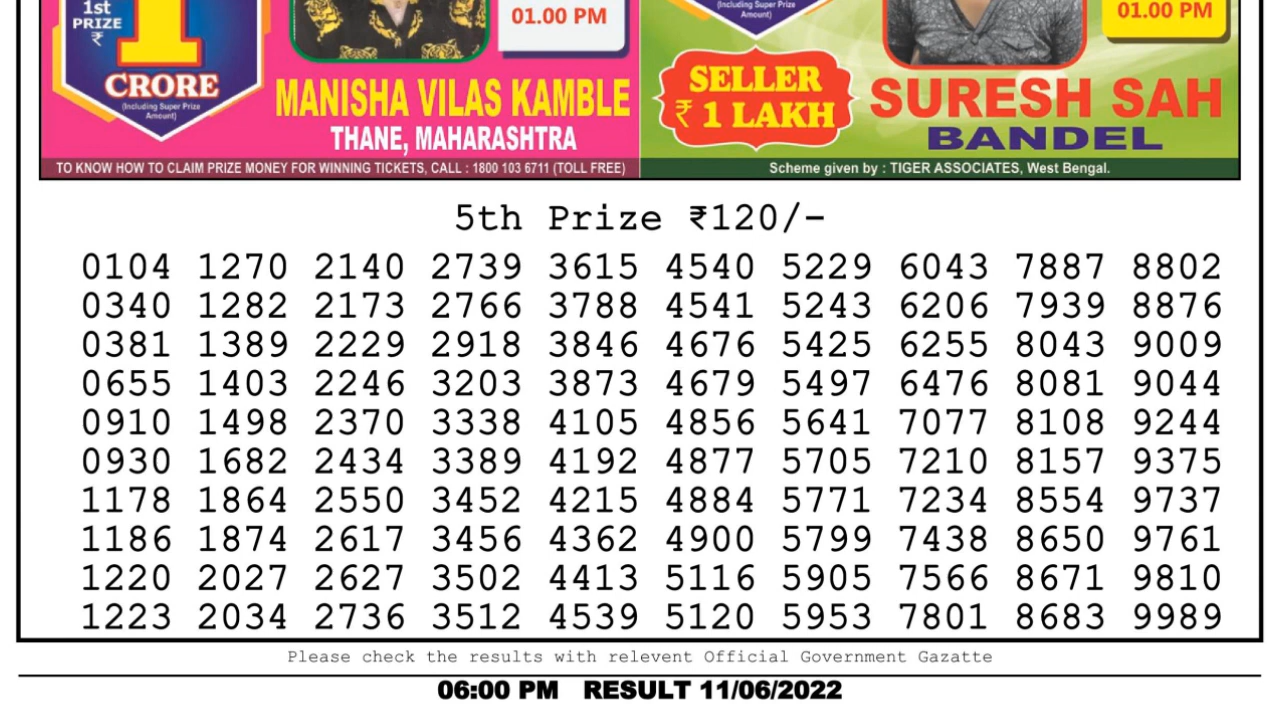 1st
PRIZE
₹
1
CRORE
(Including Super Prize
Amount)
01.00 PM
MANISHA VILAS KAMBLE
THANE, MAHARASHTRA
TO KNOW HOW TO CLAIM PRIZE MONEY FOR WINNING TICKETS, CALL : 1800 103 6711 (TOLL FREE)
(Including Super Prize
Amount)
01.00 PM
SELLER
₹ 1 LAKH
SURESH SAH
BANDEL
Scheme given by : TIGER ASSOCIATES, West Bengal.
5th Prize ₹120/-
0104 1270 2140 2739 3615 4540 5229 6043 7887 8802
0340 1282 2173 2766 3788 4541 5243 6206 7939 8876
0381 1389 2229 2918 3846 4676 5425 6255 8043 9009
0655 1403 2246 3203 3873 4679 5497 6476 8081 9044
0910 1498 2370 3338 4105 4856 5641 7077 8108 9244
0930 1682 2434 3389 4192 4877 5705 7210 8157 9375
1178 1864 2550 3452 4215 4884 5771 7234 8554 9737
1186 1874 2617 3456 4362 4900 5799 7438 8650 9761
1220 2027 2627 3502 4413 5116 5905 7566 8671 9810
1223 2034 2736 3512 4539 5120 5953 7801 8683 9989
Please check the results with relevent Official Government Gazatte
06:00 PM RESULT 11/06/2022